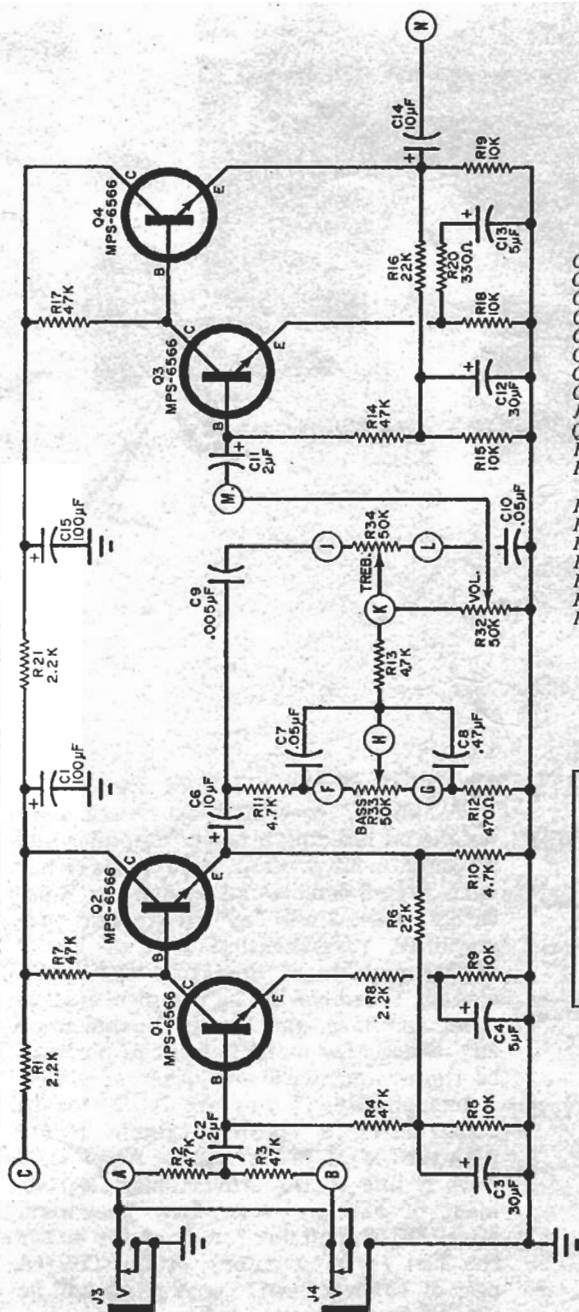 C
R1
2.2K
C1
100µF
R21
2.2K
C15
100µF
R7
47K
Q2
MPS-6566
B
C
E
R17
47K
Q4
MPS-6566
B
C
E
Q1
MPS-6566
B
C
E
Q3
MPS-6566
B
C
E
J3
V
A
R2
47K
C2
2µF
R3
47K
B
J4
V
C6
10µF
C9
.005µF
M
C11
2µF
C14
10µF
N
R11
4.7K
C7
.05µF
F
BASS
R33
50K
H
G
C8
.47µF
R12
470Ω
R13
4.7K
J
TREB.
R34
50K
K
L
VOL.
R32
50K
C10
.05µF
R4
47K
R5
10K
C3
30µF
R6
22K
R8
2.2K
C4
5µF
R9
10K
R10
4.7K
R14
47K
R15
10K
C12
30µF
R16
22K
R18
10K
R20
330Ω
C13
5µF
R19
10K